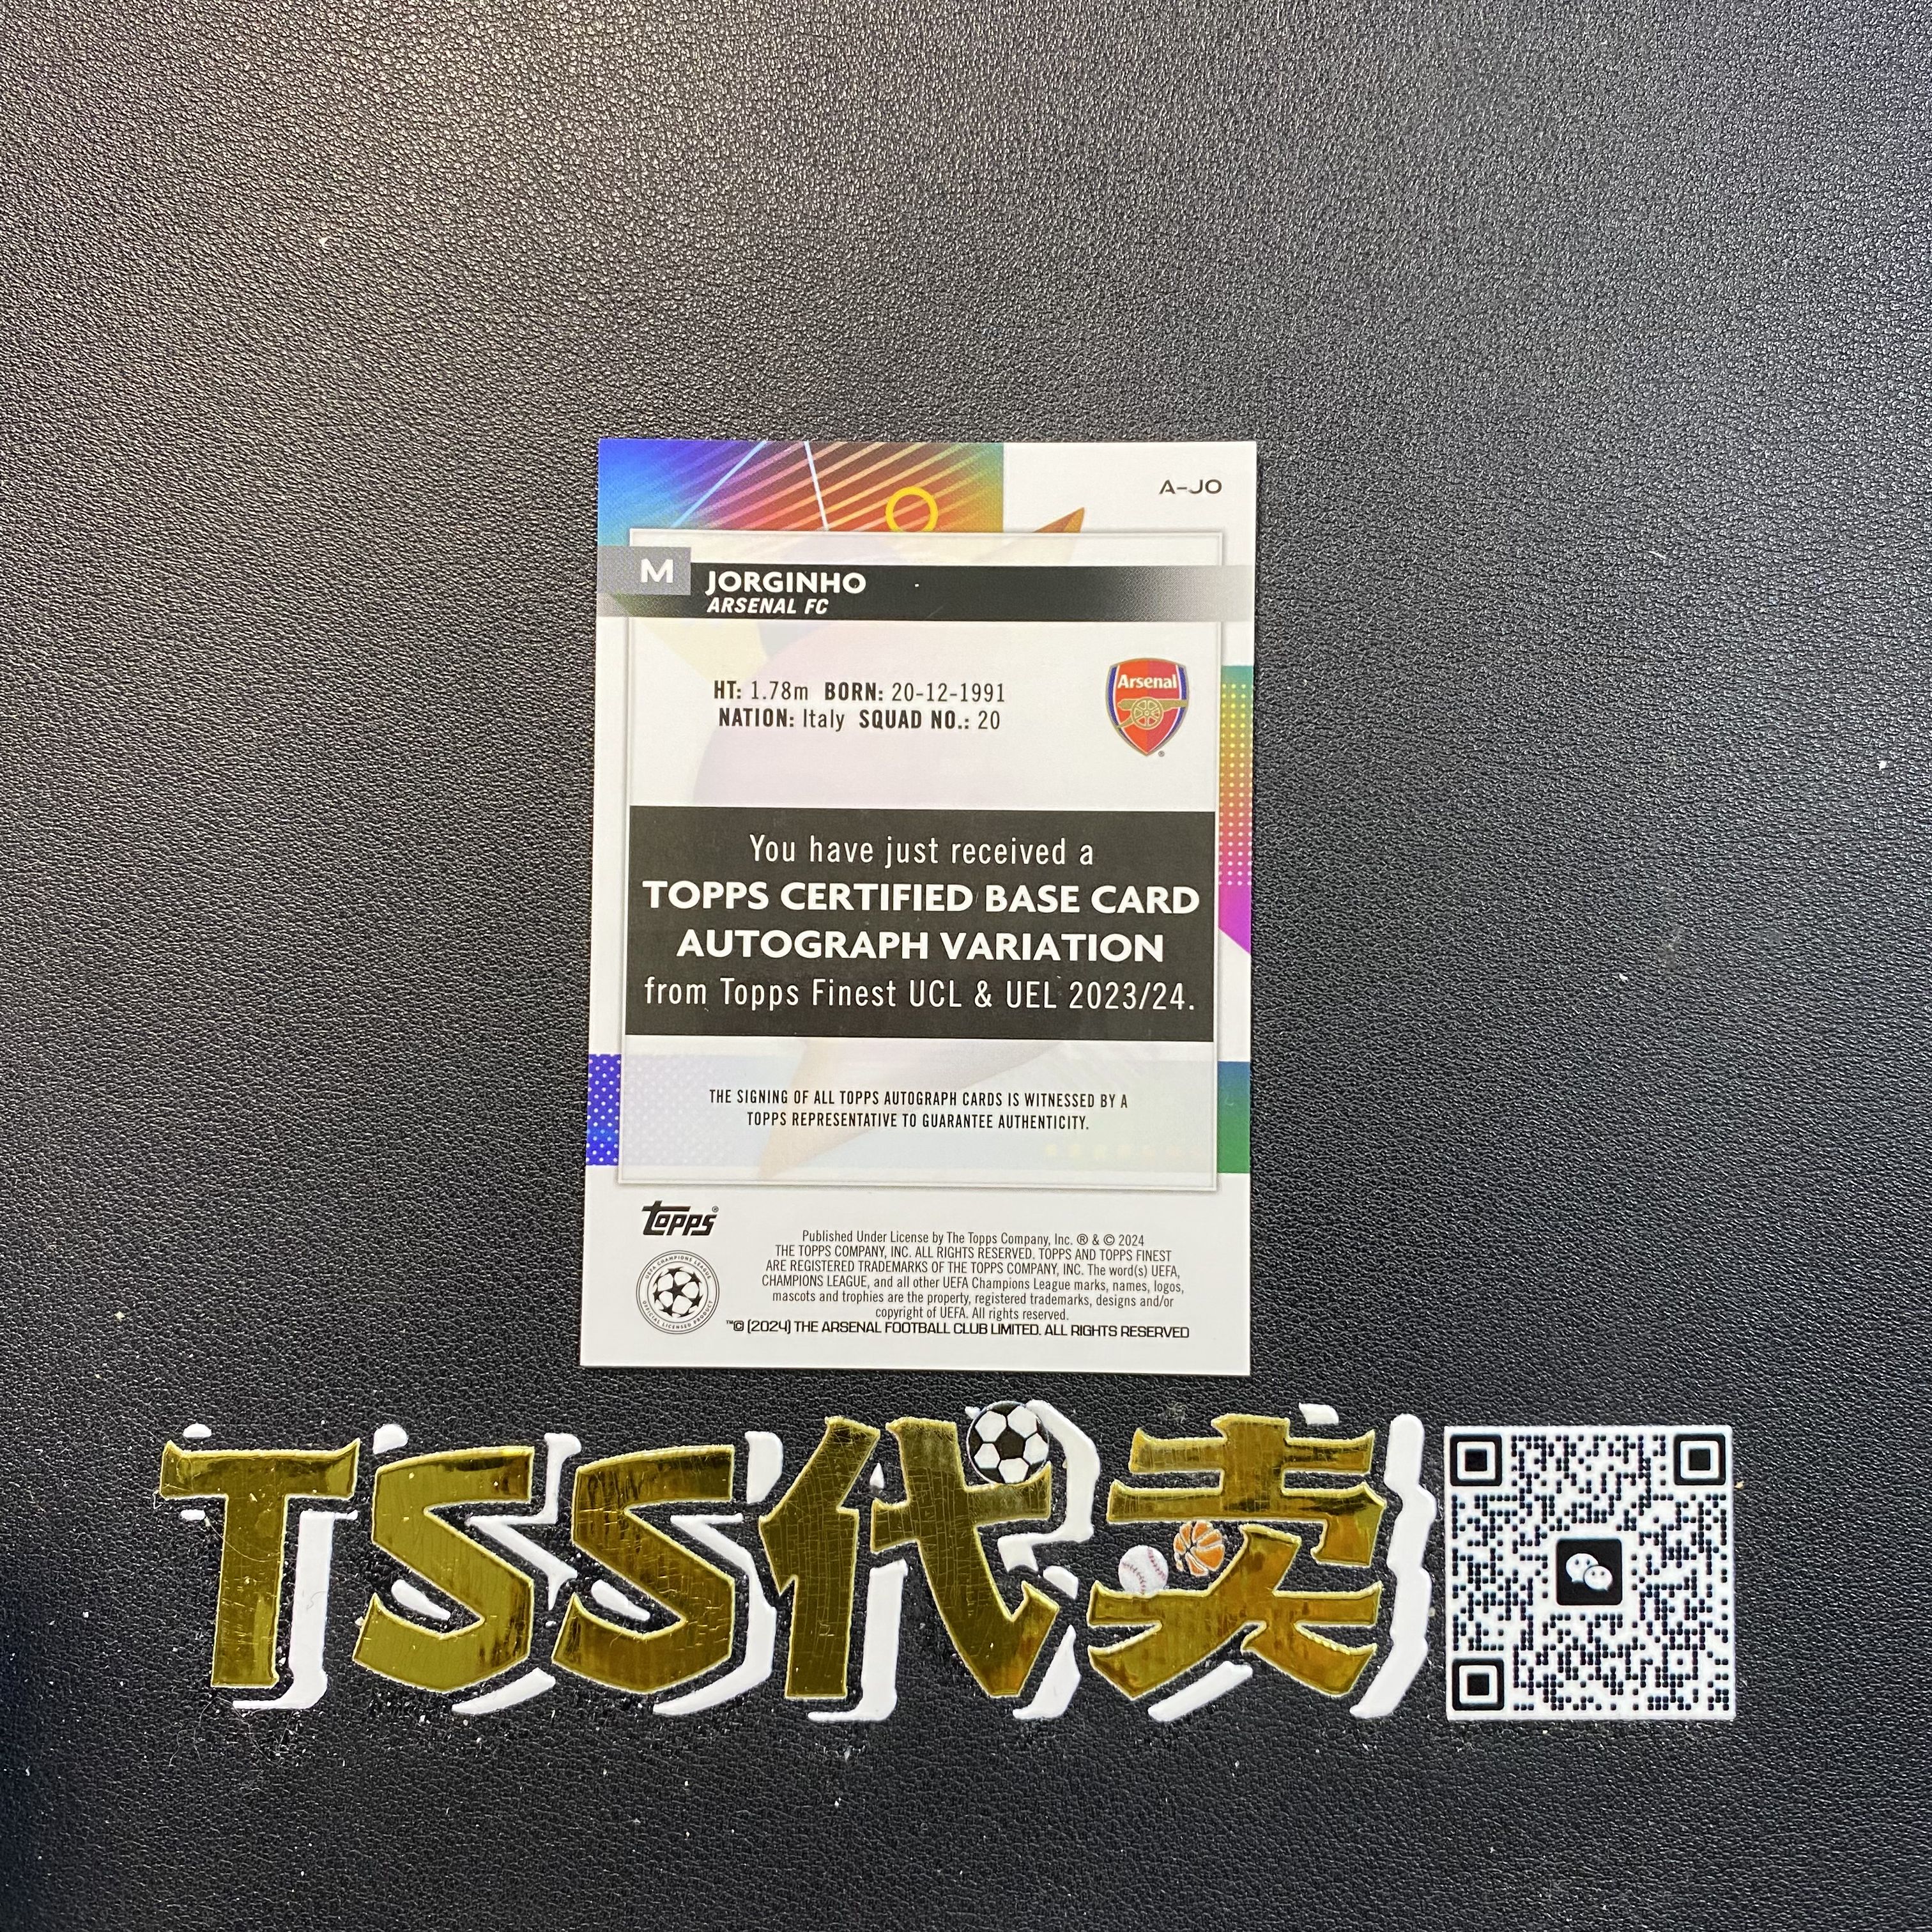 A-JO
M
JORGINHO
ARSENAL FC
HT: 1.78m BORN: 20-12-1991
NATION: Italy SQUAD NO.: 20
Arsenal
®
You have just received a
TOPPS CERTIFIED BASE CARD
AUTOGRAPH VARIATION
from Topps Finest UCL & UEL 2023/24.
THE SIGNING OF ALL TOPPS AUTOGRAPH CARDS IS WITNESSED BY A
TOPPS REPRESENTATIVE TO GUARANTEE AUTHENTICITY.
topps®
UEFA CHAMPIONS LEAGUE
OFFICIAL LICENSED PRODUCT
Published Under License by The Topps Company, Inc. ® & © 2024
THE TOPPS COMPANY, INC. ALL RIGHTS RESERVED. TOPPS AND TOPPS FINEST
ARE REGISTERED TRADEMARKS OF THE TOPPS COMPANY, INC. The word(s) UEFA,
CHAMPIONS LEAGUE, and all other UEFA Champions League marks, names, logos,
mascots and trophies are the property, registered trademarks, designs and/or
copyright of UEFA. All rights reserved.
™© (2024) THE ARSENAL FOOTBALL CLUB LIMITED. ALL RIGHTS RESERVED
TSS代卖